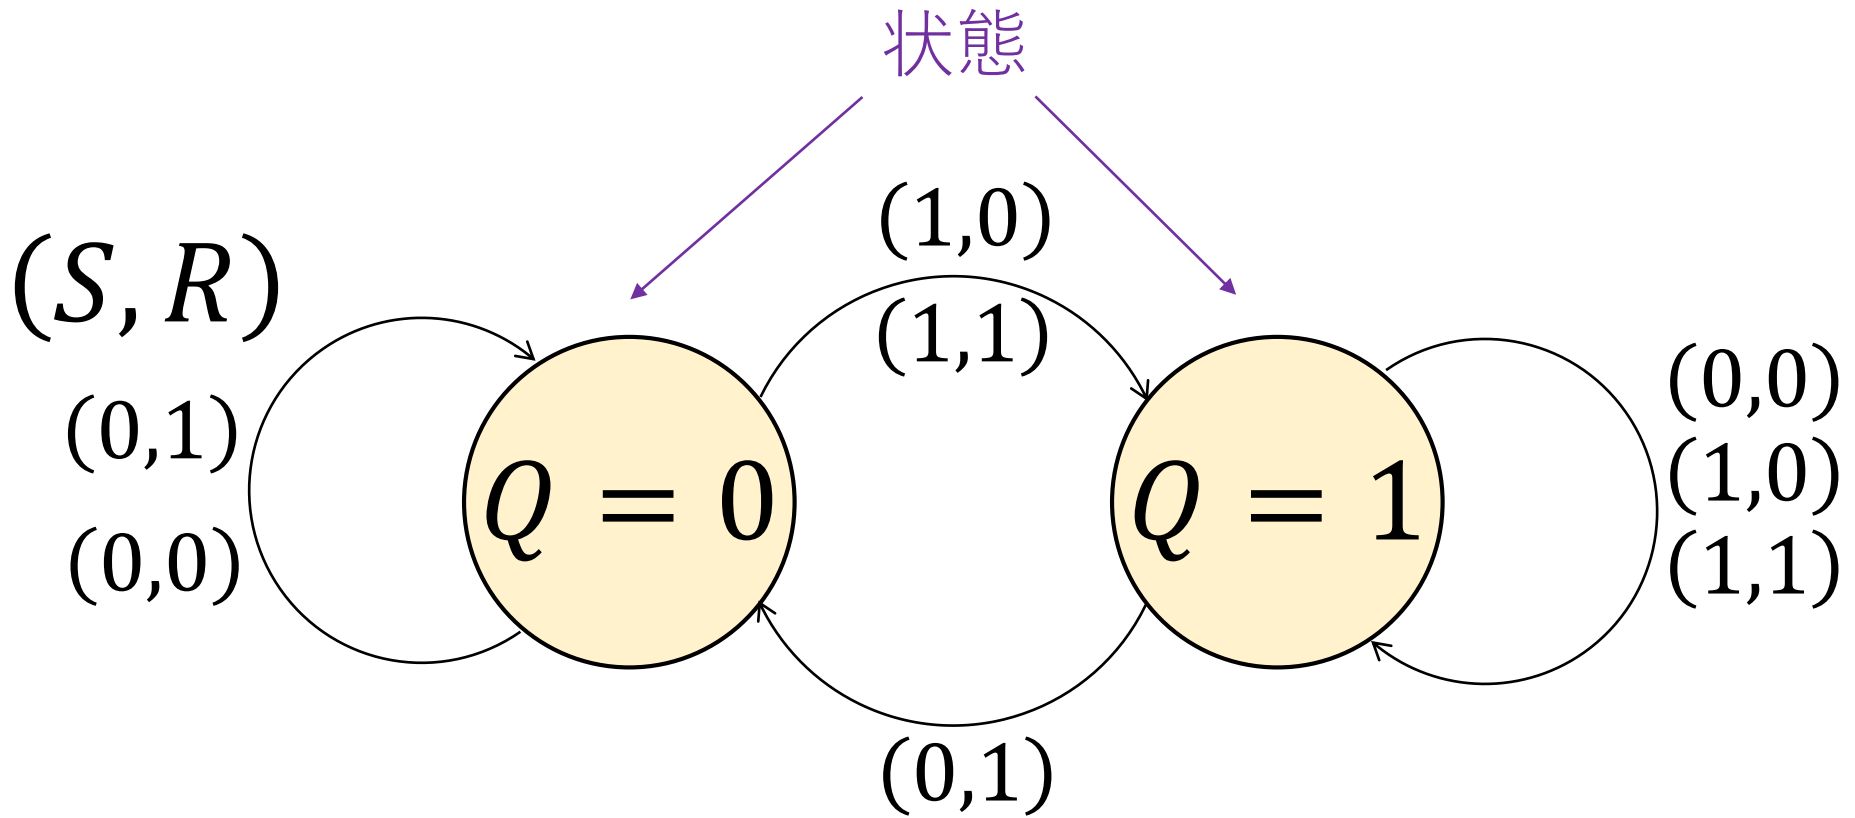 状態
(S, R)
(0,1)
(0,0)
Q = 0
(1,0)
(1,1)
(0,1)
Q = 1
(0,0)
(1,0)
(1,1)